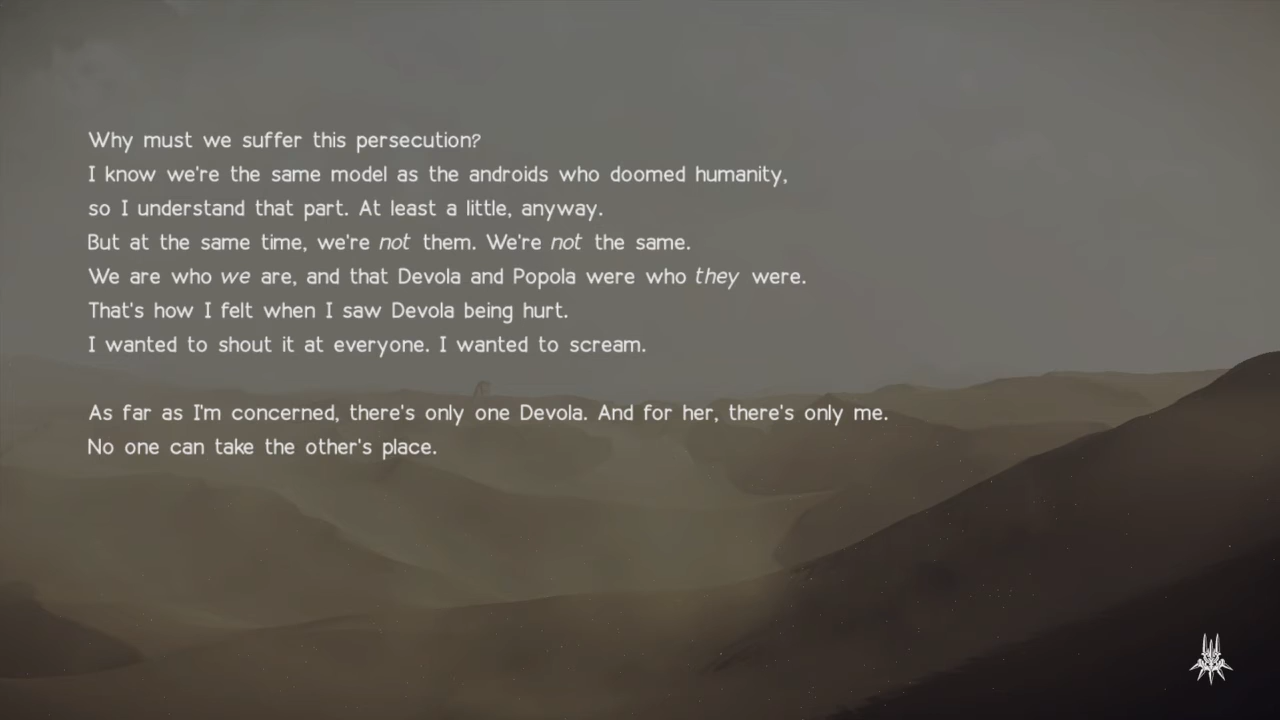 Why must we suffer this persecution?
I know we're the same model as the androids who doomed humanity,
so I understand that part. At least a little, anyway.
But at the same time, we're not them. We're not the same.
We are who we are, and that Devola and Popola were who they were.
That's how I felt when I saw Devola being hurt.
I wanted to shout it at everyone. I wanted to scream.
As far as I'm concerned, there's only one Devola. And for her, there's only me.
No one can take the other's place.